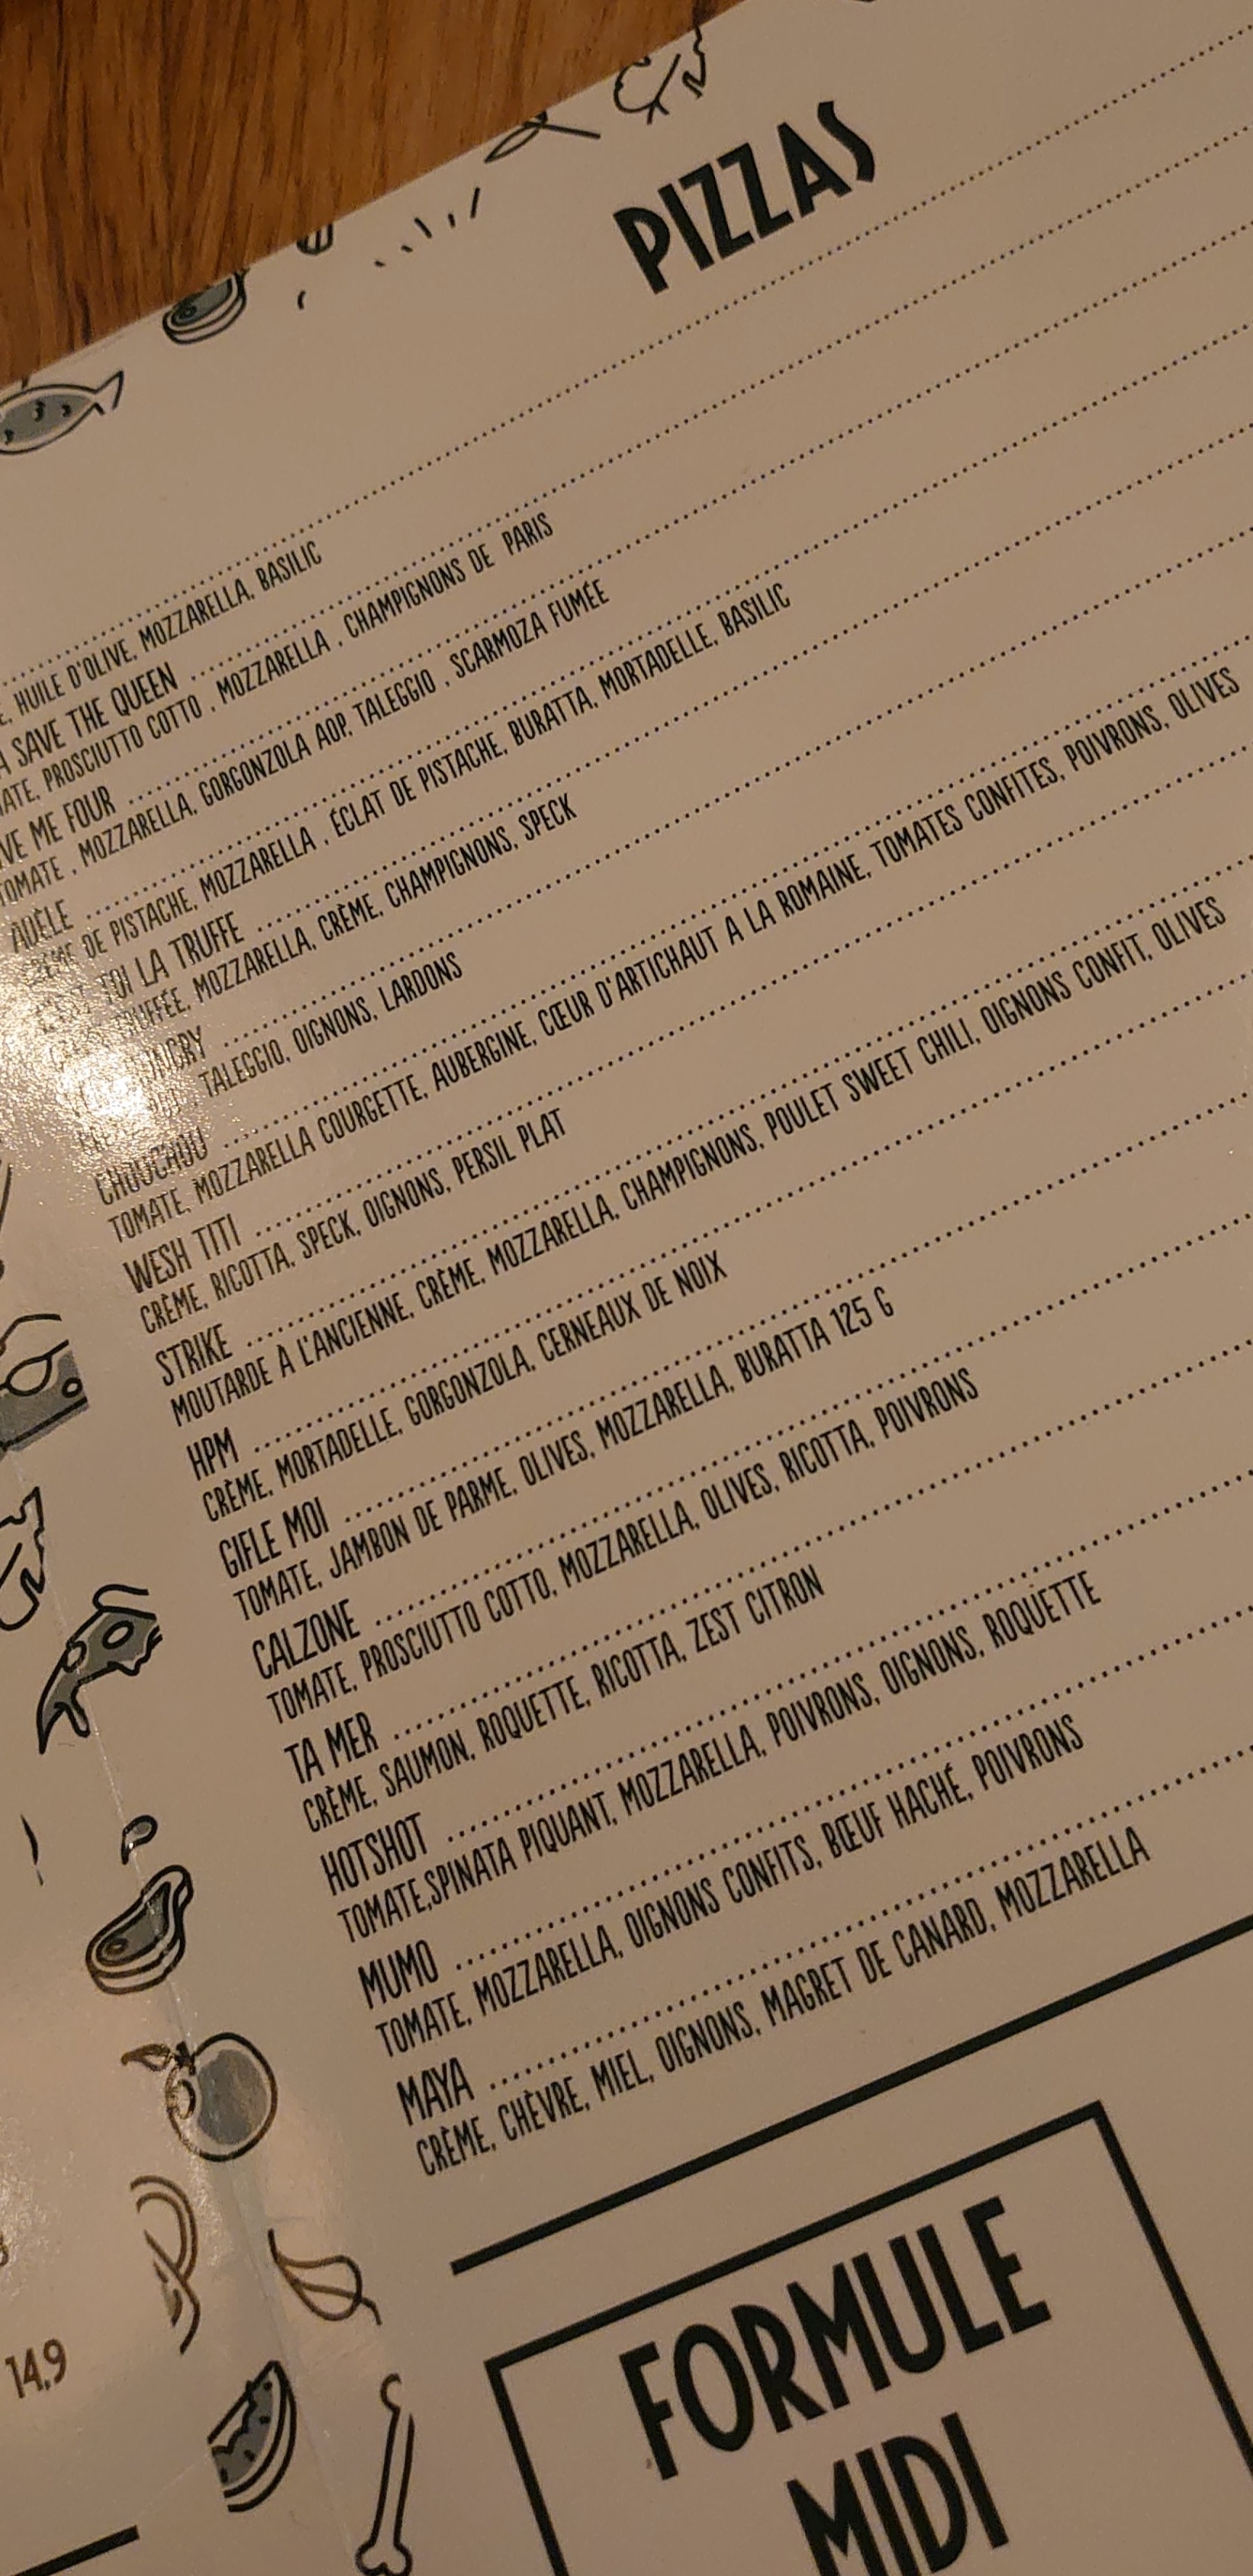 PIZZAS
HUILE D'OLIVE, MOZZARELLA, BASILIC
SAVE THE QUEEN
PROSCIUTTO COTTO , MOZZARELLA , CHAMPIGNONS DE PARIS
ME FOUR
TOMATE , MOZZARELLA, GORGONZOLA AOP, TALEGGIO , SCARMOZA FUMÉE
ADÈLE
DE PISTACHE, MOZZARELLA , ÉCLAT DE PISTACHE, BURATTA, MORTADELLE, BASILIC
C'EST TOI LA TRUFFE
TRUFFÉE, MOZZARELLA, CRÈME, CHAMPIGNONS, SPECK
TALEGGIO, OIGNONS, LARDONS
CHOUCHOU
TOMATE, MOZZARELLA COURGETTE, AUBERGINE, CŒUR D'ARTICHAUT A LA ROMAINE, TOMATES CONFITES, POIVRONS, OLIVES
WESH TITI
CRÈME, RICOTTA, SPECK, OIGNONS, PERSIL PLAT
STRIKE
MOUTARDE À L'ANCIENNE, CRÈME, MOZZARELLA, CHAMPIGNONS, POULET SWEET CHILI, OIGNONS CONFIT, OLIVES
HPM
CRÈME, MORTADELLE, GORGONZOLA, CERNEAUX DE NOIX
GIFLE MOI
TOMATE, JAMBON DE PARME, OLIVES, MOZZARELLA, BURATTA 125 G
CALZONE
TOMATE, PROSCIUTTO COTTO, MOZZARELLA, OLIVES, RICOTTA, POIVRONS
TA MER
CRÈME, SAUMON, ROQUETTE, RICOTTA, ZEST CITRON
HOTSHOT
TOMATE,SPINATA PIQUANT, MOZZARELLA, POIVRONS, OIGNONS, ROQUETTE
MUMO
TOMATE, MOZZARELLA, OIGNONS CONFITS, BŒUF HACHÉ, POIVRONS
MAYA
CRÈME, CHÈVRE, MIEL, OIGNONS, MAGRET DE CANARD, MOZZARELLA
14,9
FORMULE
MIDI